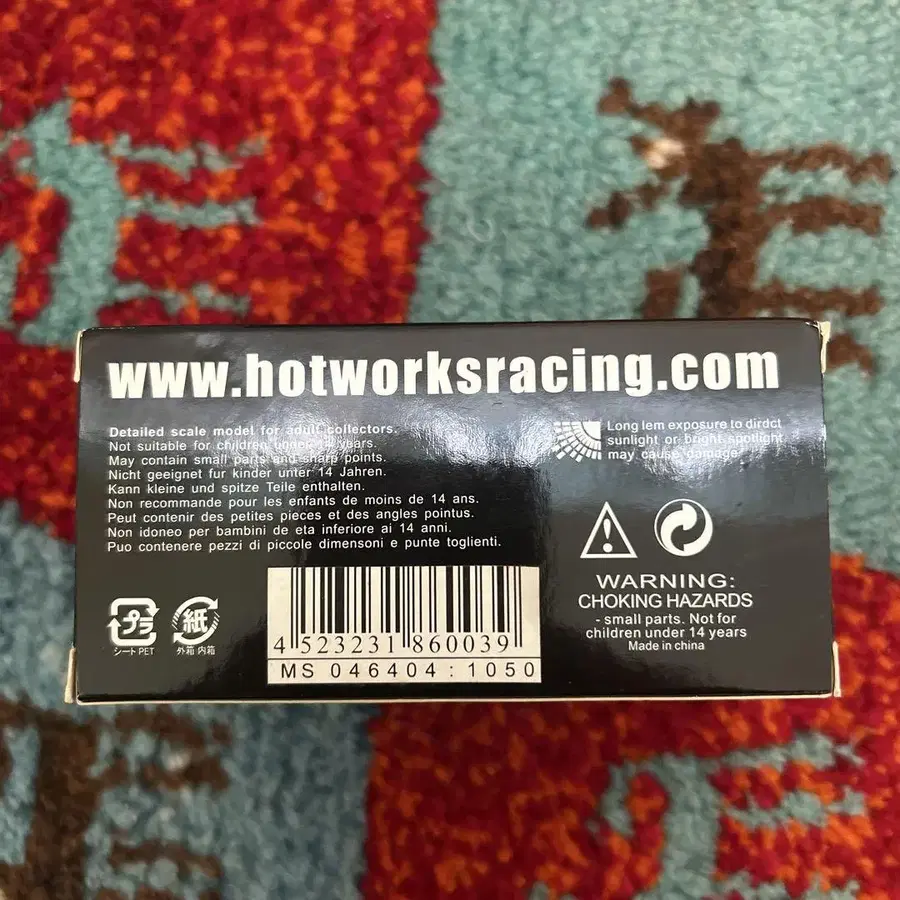 www.hotworksracing.com
Detailed scale model for adult collectors.
Not suitable for children under 14 years.
May contain small parts and sharp points.
Nicht geeignet fur kinder unter 14 Jahren.
Kann kleine und spitze Teile enthalten.
Non recommande pour les enfants de moins de 14 ans.
Peut contenir des petites pieces et des angles pointus.
Non idoneo per bambini de eta inferiore ai 14 anni.
Puo contenere pezzi di piccole dimensoni e punte toglienti.
Long lem exposure to dirdct
sunlight or bright spotlight
may cause damage
WARNING:
CHOKING HAZARDS
- small parts. Not for
children under 14 years
Made in china
プラ
シートPET
紙
外箱 内箱
4 523231 860039
MS 046404 : 1050